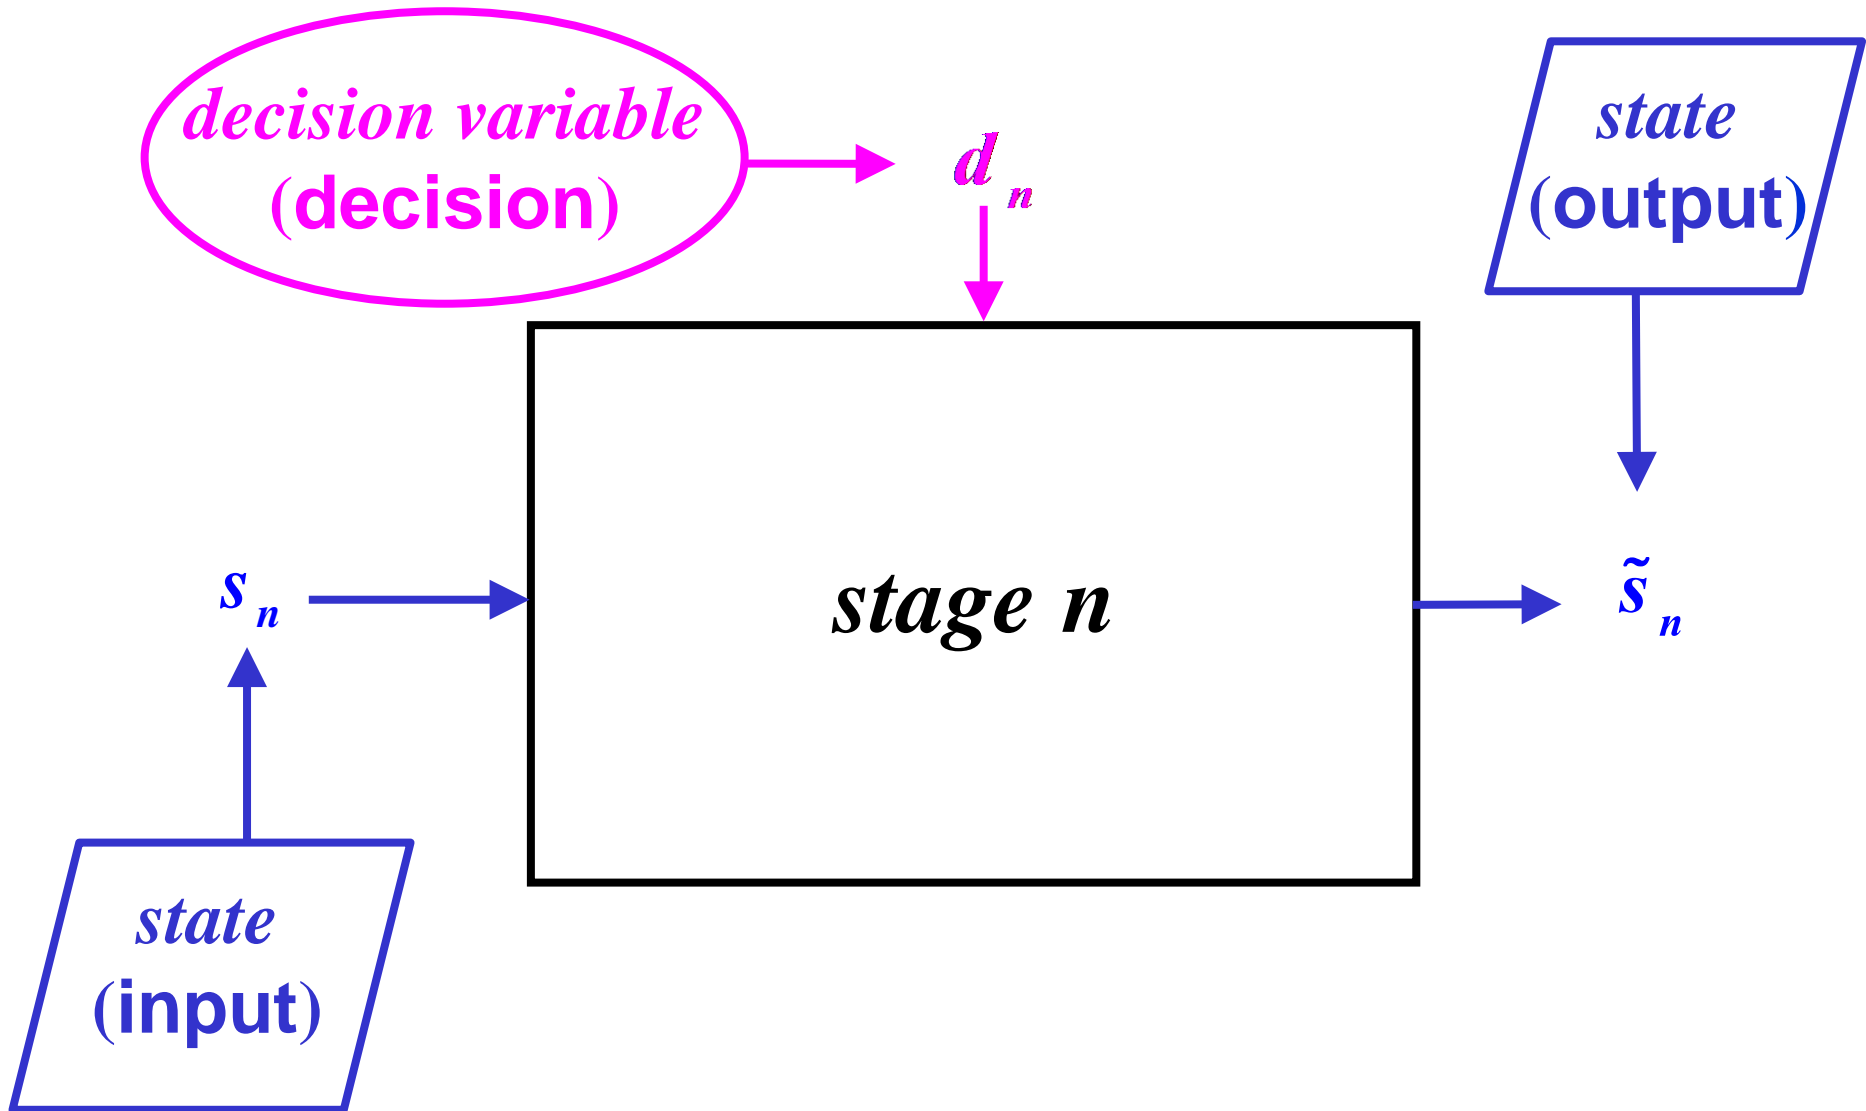 decision variable
(decision)
d n
state
(output)
s n
stage n
s̃ n
state
(input)